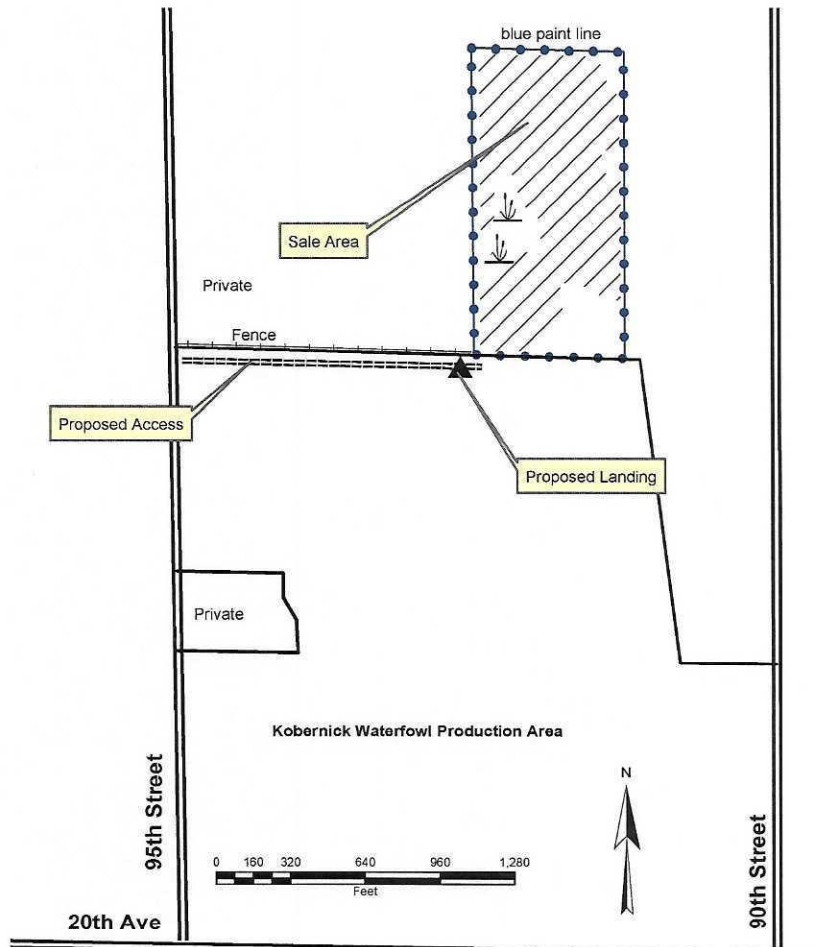 blue paint line
Sale Area
Private
Fence
Proposed Access
Proposed Landing
Private
Kobernick Waterfowl Production Area
95th Street
N
90th Street
0 160 320 640 960 1,280
Feet
20th Ave